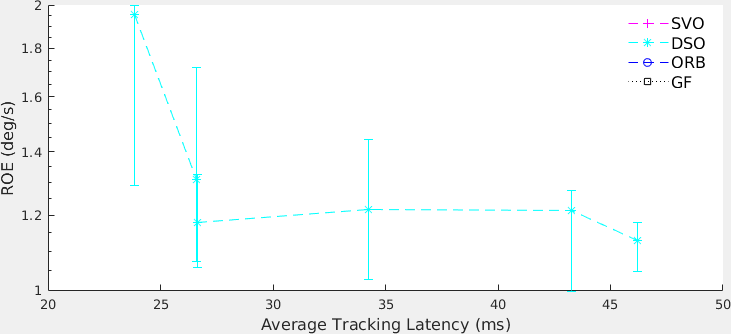 2
1.8
1.6
1.4
1.2
1
ROE (deg/s)
20
25
30
35
40
45
50
Average Tracking Latency (ms)
SVO
DSO
ORB
GF